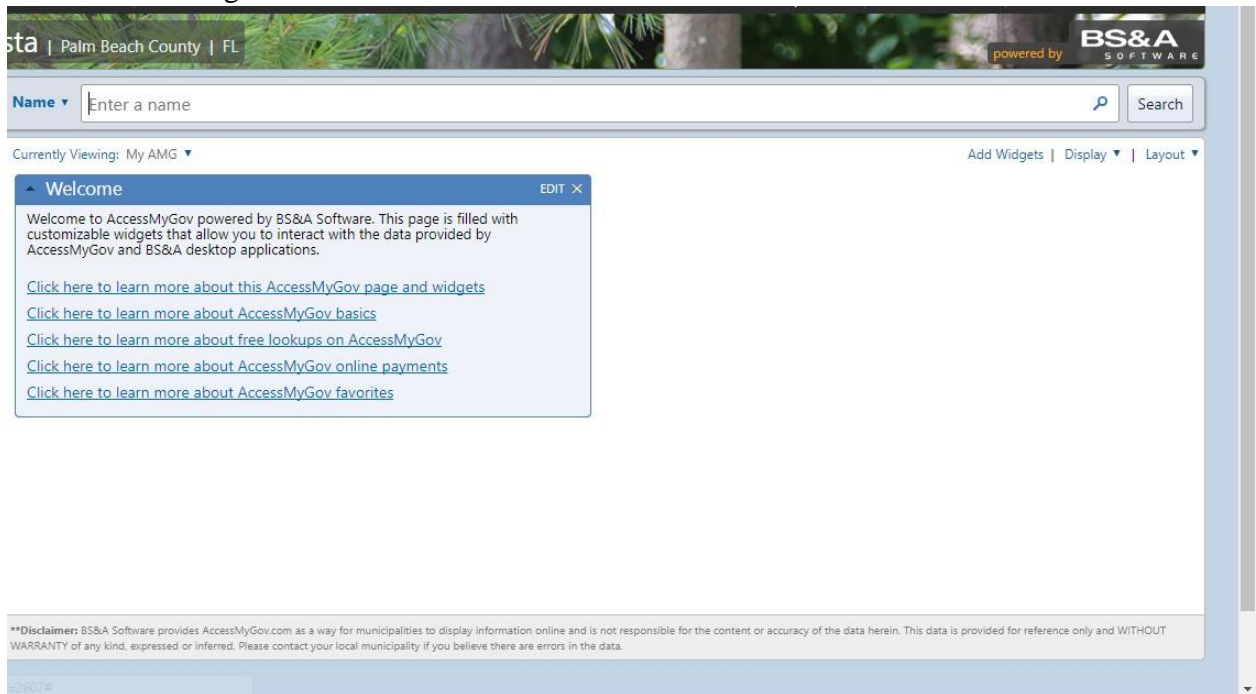 sta | Palm Beach County | FL
powered by
BS&A
SOFTWARE
Name ▼ Enter a name Search
Currently Viewing: My AMG ▼ Add Widgets | Display ▼ | Layout ▼
Welcome EDIT ×
Welcome to AccessMyGov powered by BS&A Software. This page is filled with
customizable widgets that allow you to interact with the data provided by
AccessMyGov and BS&A desktop applications.
Click here to learn more about this AccessMyGov page and widgets
Click here to learn more about AccessMyGov basics
Click here to learn more about free lookups on AccessMyGov
Click here to learn more about AccessMyGov online payments
Click here to learn more about AccessMyGov favorites
**Disclaimer: BS&A Software provides AccessMyGov.com as a way for municipalities to display information online and is not responsible for the content or accuracy of the data herein. This data is provided for reference only and WITHOUT
WARRANTY of any kind, expressed or inferred. Please contact your local municipality if you believe there are errors in the data.
=2607#